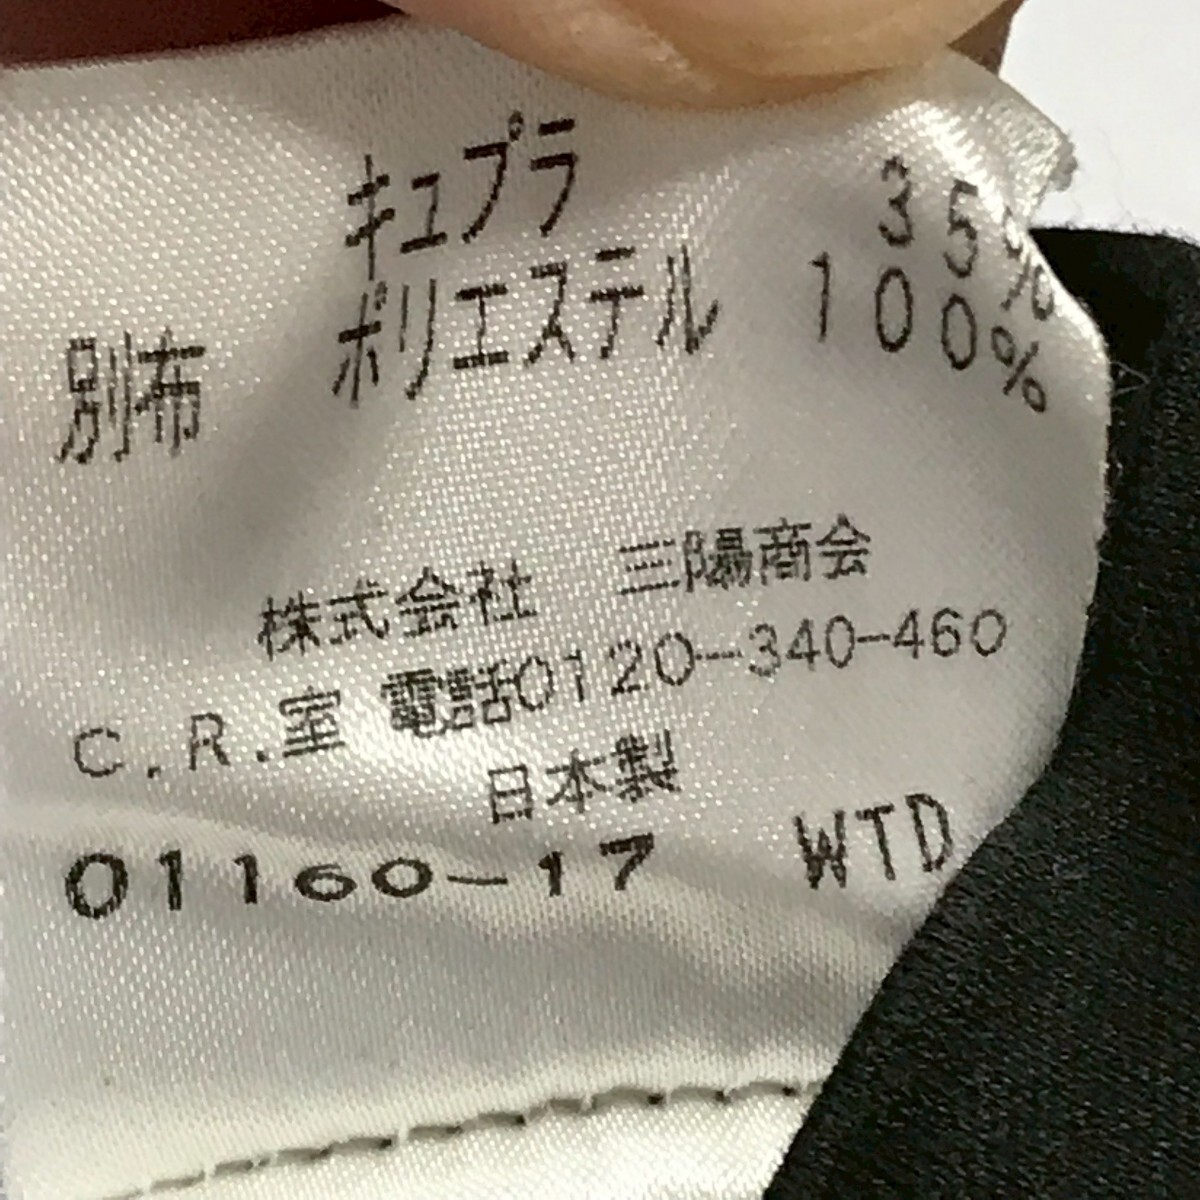 キュプラ 35%
別布 ポリエステル 100%
株式会社 三陽商会
C.R.室 電話0120-340-460
日本製
01160-17 WTD